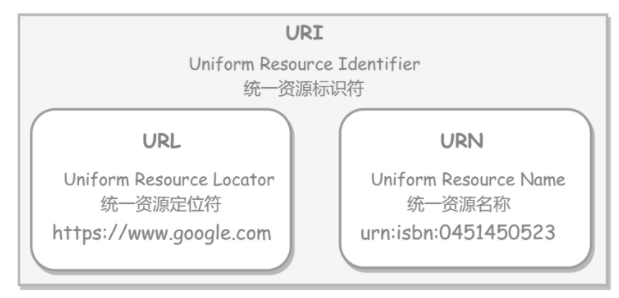 URI
Uniform Resource Identifier
统一资源标识符
URL
Uniform Resource Locator
统一资源定位符
https://www.google.com
URN
Uniform Resource Name
统一资源名称
urn:isbn:0451450523